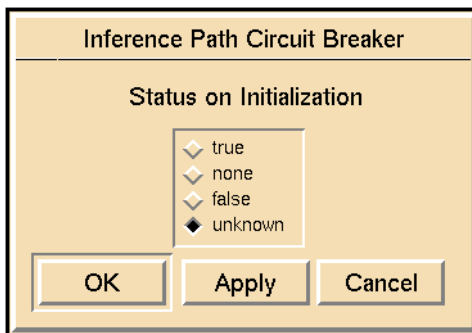 Inference Path Circuit Breaker
Status on Initialization
true
none
false
unknown
OK Apply Cancel